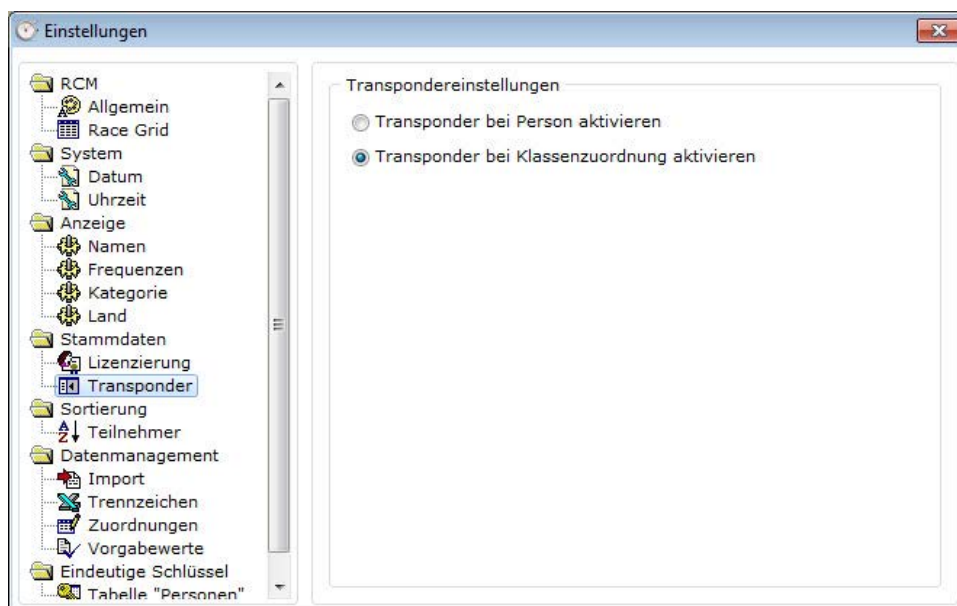 Einstellungen
RCM
Allgemein
Race Grid
System
Datum
Uhrzeit
Anzeige
Namen
Frequenzen
Kategorie
Land
Stammdaten
Lizenzierung
Transponder
Sortierung
Teilnehmer
Datenmanagement
Import
Trennzeichen
Zuordnungen
Vorgabewerte
Eindeutige Schlüssel
Tabelle "Personen"
Transpondereinstellungen
Transponder bei Person aktivieren
Transponder bei Klassenzuordnung aktivieren